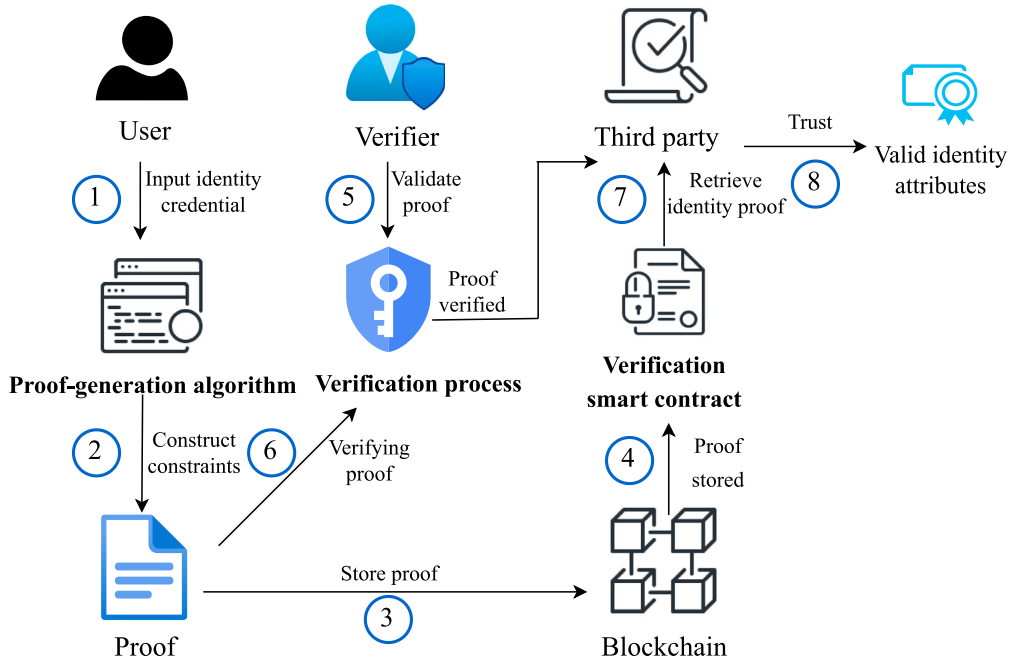 User
Verifier
Third party
Trust
Valid identity
attributes
1
Input identity
credential
5
Validate
proof
7
Retrieve
identity proof
8
Proof
verified
Proof-generation algorithm
Verification process
Verification
smart contract
2
Construct
constraints
6
Verifying
proof
4
Proof
stored
Store proof
3
Proof
Blockchain